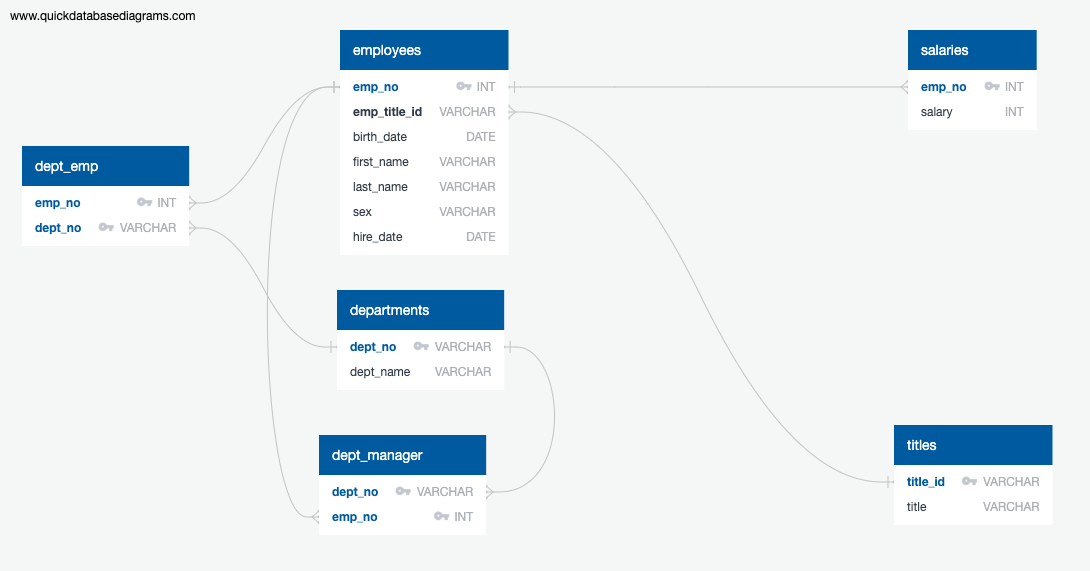 www.quickdatabasediagrams.com
employees
emp_no INT
emp_title_id VARCHAR
birth_date DATE
first_name VARCHAR
last_name VARCHAR
sex VARCHAR
hire_date DATE
salaries
emp_no INT
salary INT
dept_emp
emp_no INT
dept_no VARCHAR
departments
dept_no VARCHAR
dept_name VARCHAR
dept_manager
dept_no VARCHAR
emp_no INT
titles
title_id VARCHAR
title VARCHAR